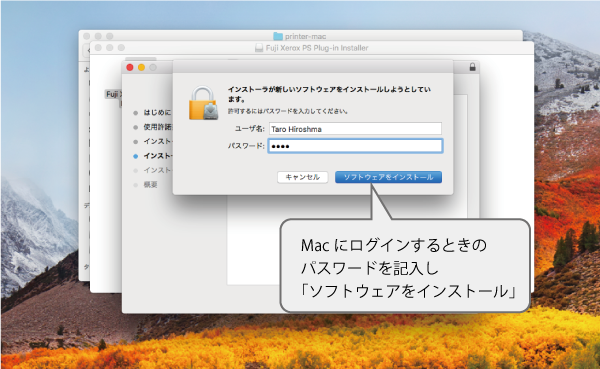 printer-mac
Fuji Xerox PS Plug-in Installer
Fuji X
はじめに
使用許諾
インスト
インスト
インスト
概要
インストーラが新しいソフトウェアをインストールしようとしてい
ます。
許可するにはパスワードを入力してください。
ユーザ名: Taro Hiroshma
パスワード: ●●●●
キャンセル ソフトウェアをインストール
Mac にログインするときの
パスワードを記入し
「ソフトウェアをインストール」